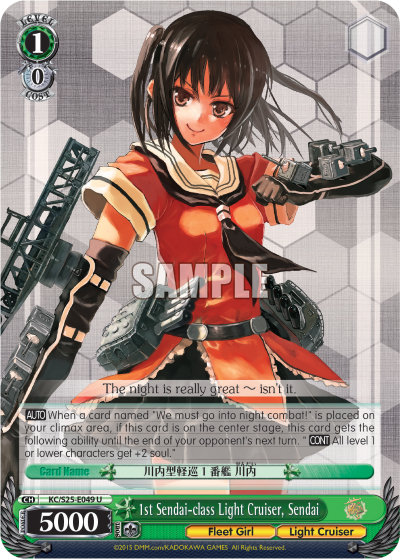 LEVEL
1
0
COST
SAMPLE
The night is really great ～ isn't it.
AUTO When a card named "We must go into night combat!" is placed on your climax area, if this card is on the center stage, this card gets the following ability until the end of your opponent's next turn. " CONT All level 1 or lower characters get +2 soul."
Card Name
川内型軽巡1番艦 川内
CH KC/S25-E049 U
1st Sendai-class Light Cruiser, Sendai
5000
Fleet Girl
Light Cruiser
©2015 DMM.com/KADOKAWA GAMES All Rights Reserved.